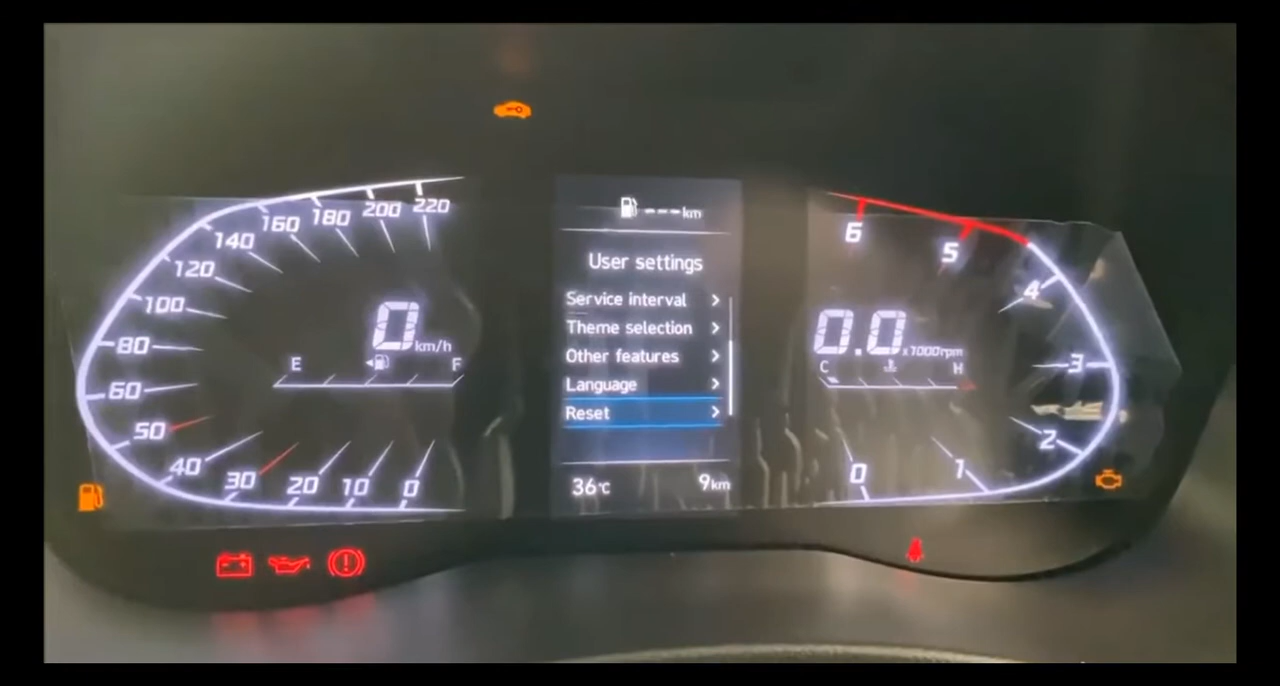 220
200
180
160
140
120
100
80
60
50
40
30
20
10
0
0 km/h
E F
--- km
User settings
Service interval
Theme selection
Other features
Language
Reset
36°C 9km
6
5
4
3
2
1
0
0.0 x1000rpm
C H